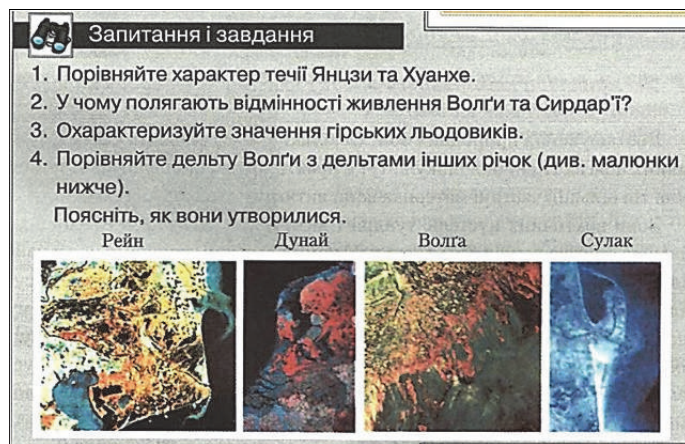 Запитання і завдання
1. Порівняйте характер течії Янцзи та Хуанхе.
2. У чому полягають відмінності живлення Волґи та Сирдар'ї?
3. Охарактеризуйте значення гірських льодовиків.
4. Порівняйте дельту Волґи з дельтами інших річок (див. малюнки
нижче).
Поясніть, як вони утворилися.
Рейн Дунай Волґа Сулак